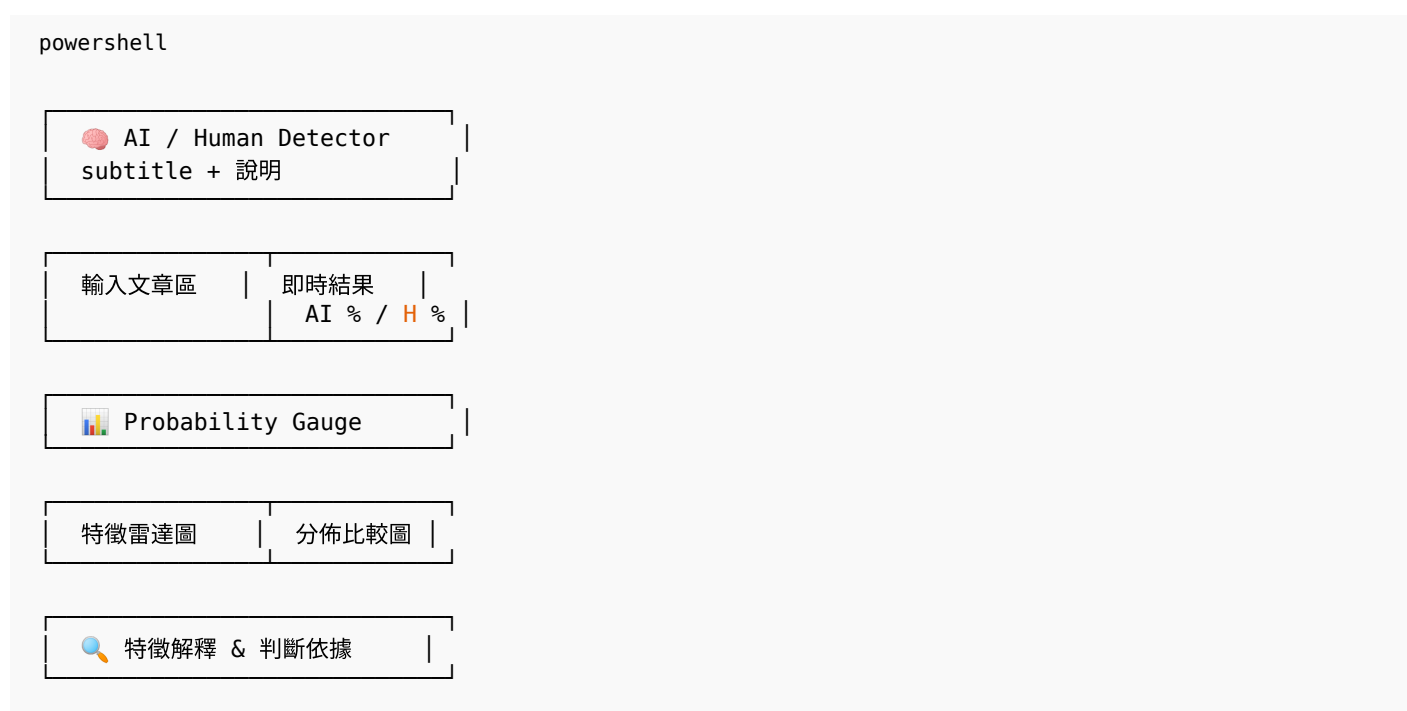 powershell
🧠 AI / Human Detector
subtitle + 說明
輸入文章區 │ 即時結果
AI % / H %
📊 Probability Gauge
特徵雷達圖 │ 分佈比較圖
🔍 特徵解釋 & 判斷依據